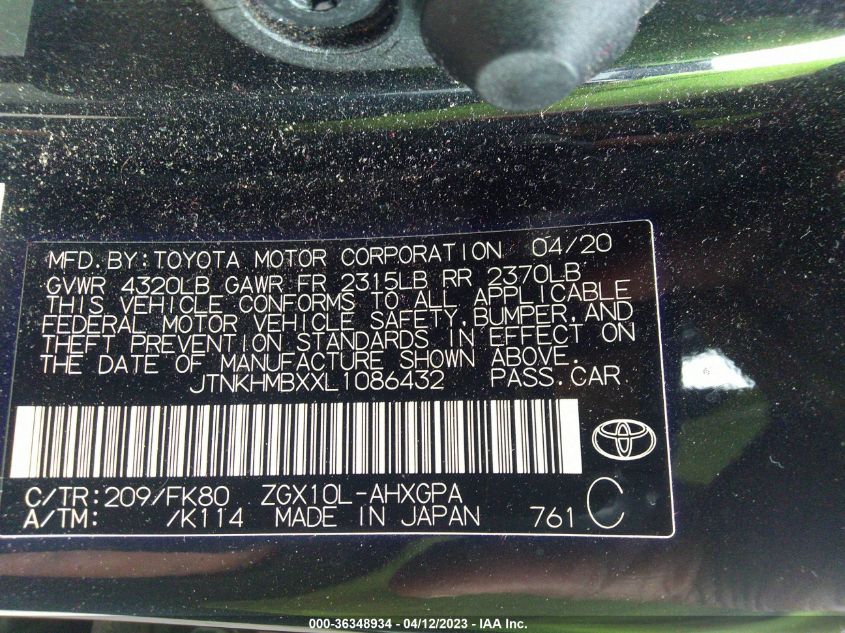 MFD. BY: TOYOTA MOTOR CORPORATION 04/20
GVWR 4320LB GAWR FR 2315LB RR 2370LB
THIS VEHICLE CONFORMS TO ALL APPLICABLE
FEDERAL MOTOR VEHICLE SAFETY, BUMPER, AND
THEFT PREVENTION STANDARDS IN EFFECT ON
THE DATE OF MANUFACTURE SHOWN ABOVE.
JTNKHMBXXL1086432 PASS.CAR
C/TR: 209/FK80 ZGX10L-AHXGPA
A/TM: /K114 MADE IN JAPAN 761 C
000-36348934 - 04/12/2023 - IAA Inc.